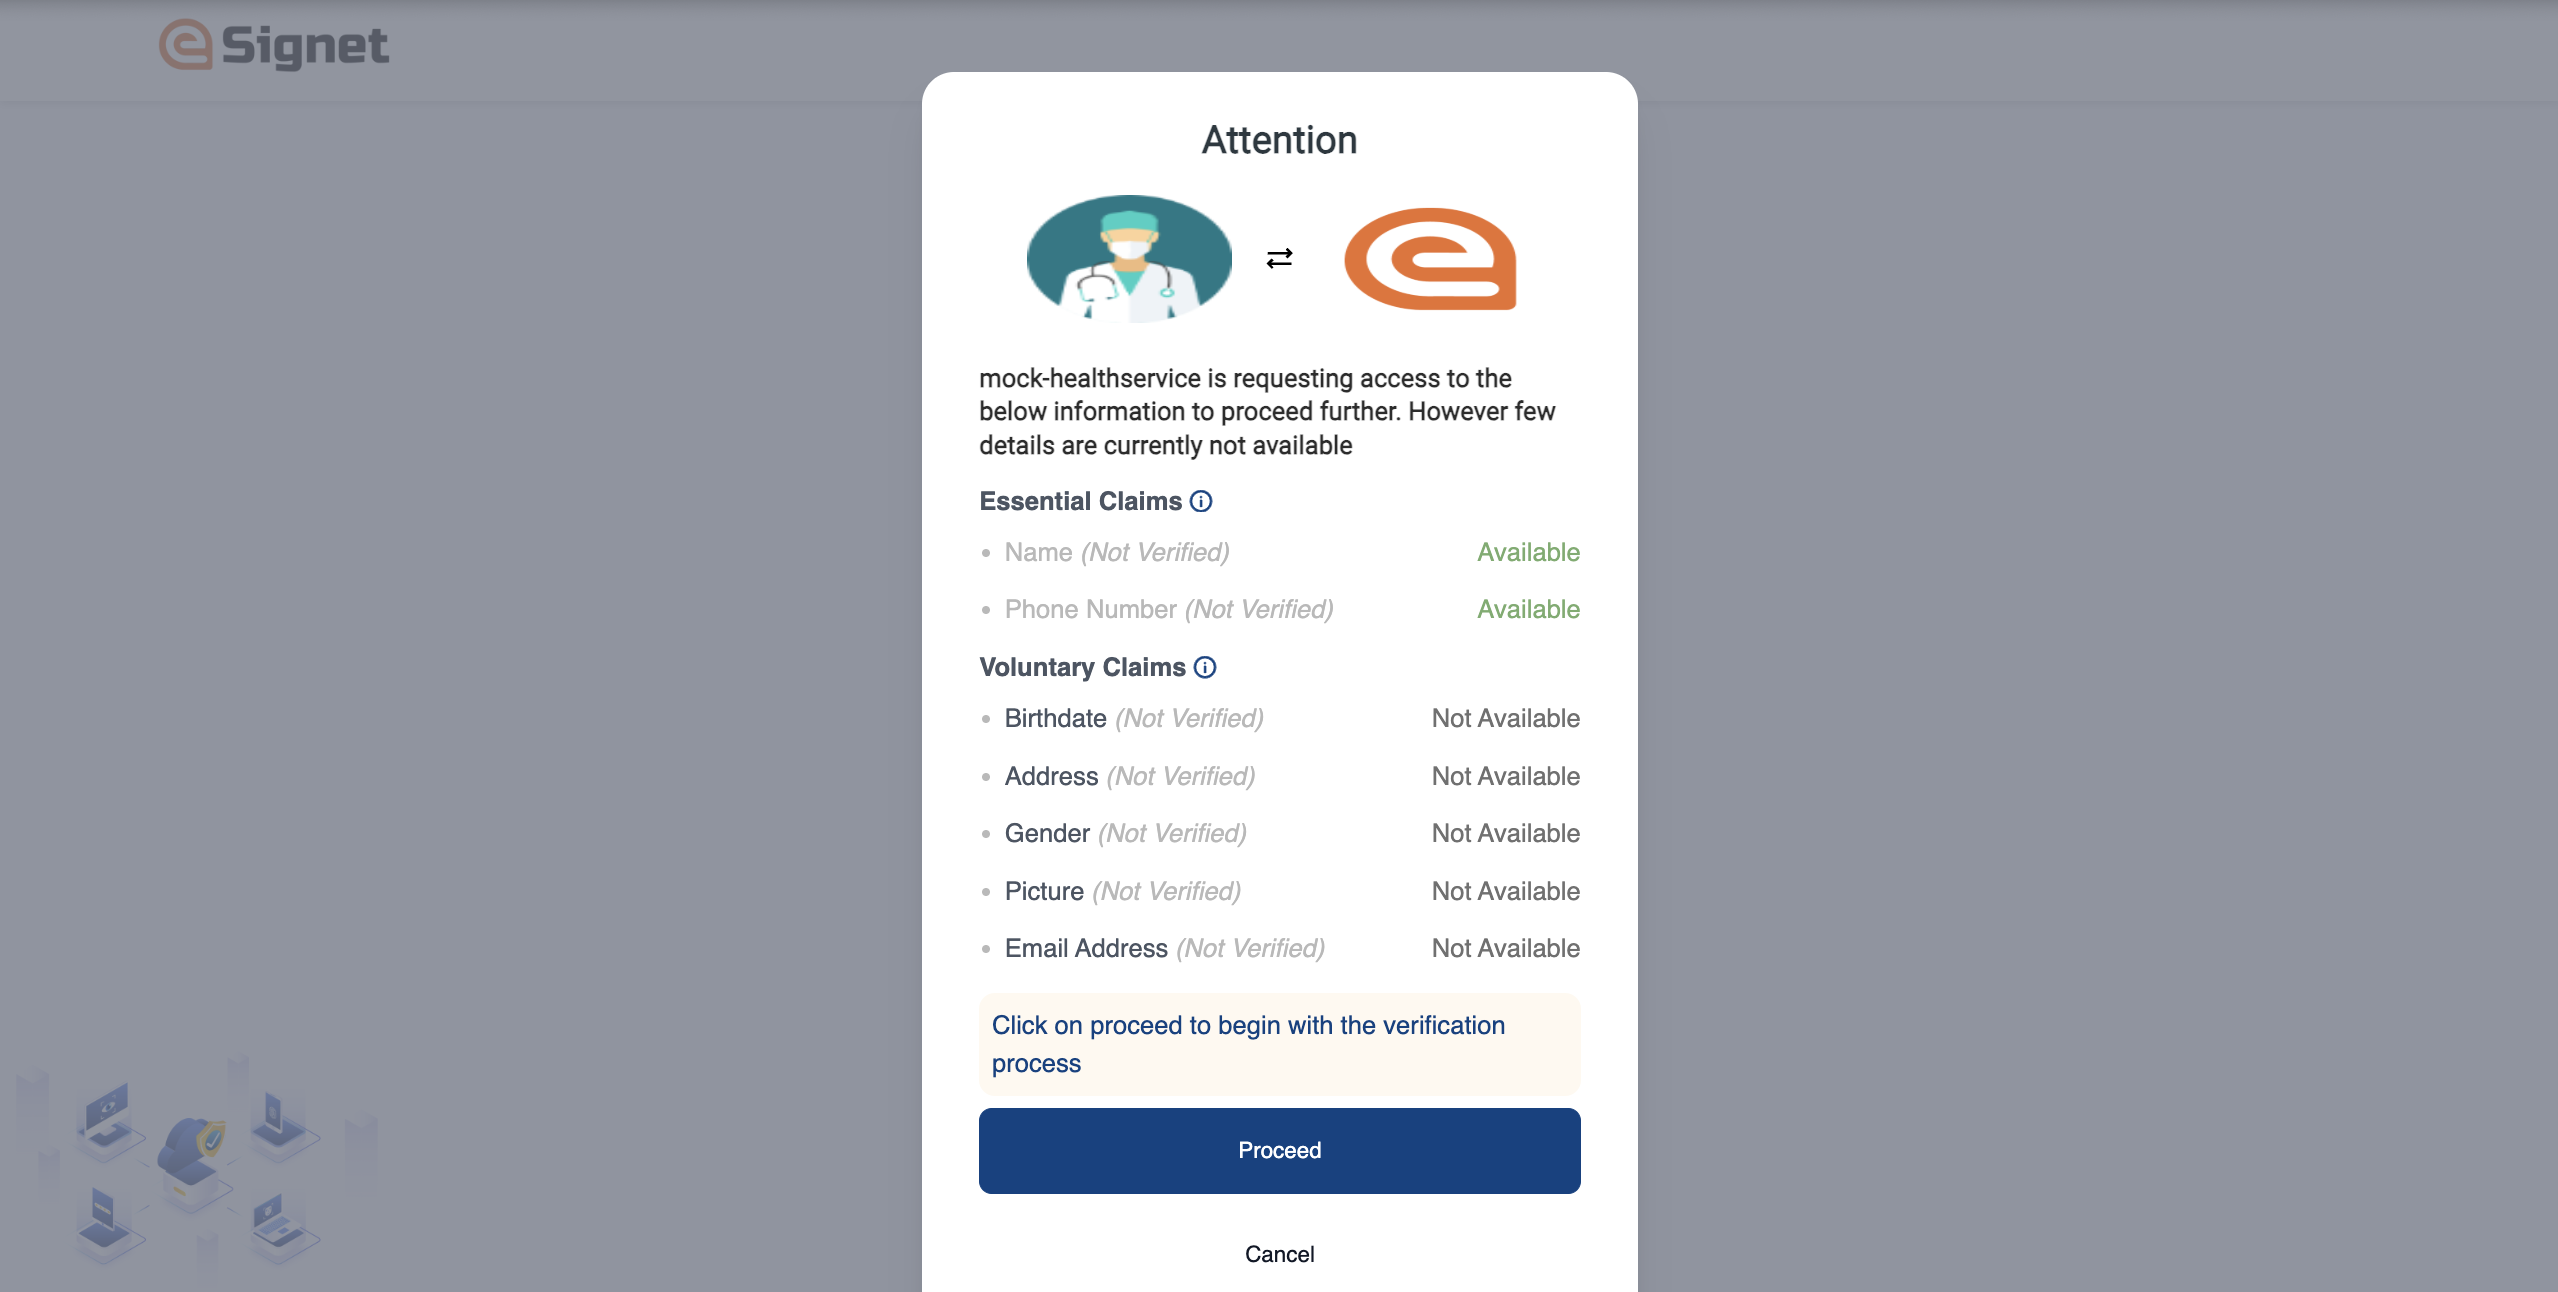 Signet
Attention
mock-healthservice is requesting access to the
below information to proceed further. However few
details are currently not available
Essential Claims
Name (Not Verified) Available
Phone Number (Not Verified) Available
Voluntary Claims
Birthdate (Not Verified) Not Available
Address (Not Verified) Not Available
Gender (Not Verified) Not Available
Picture (Not Verified) Not Available
Email Address (Not Verified) Not Available
Click on proceed to begin with the verification
process
Proceed
Cancel